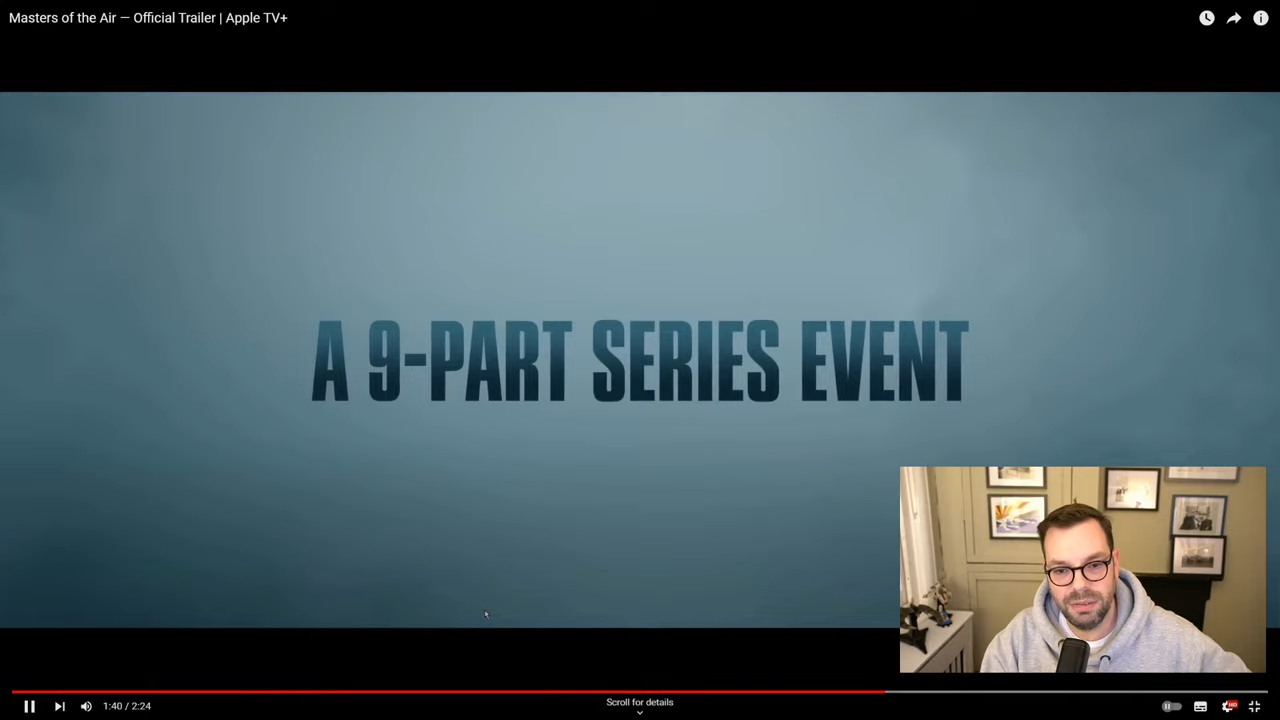 Masters of the Air — Official Trailer | Apple TV+
A 9-PART SERIES EVENT
1:40 / 2:24
Scroll for details
HD